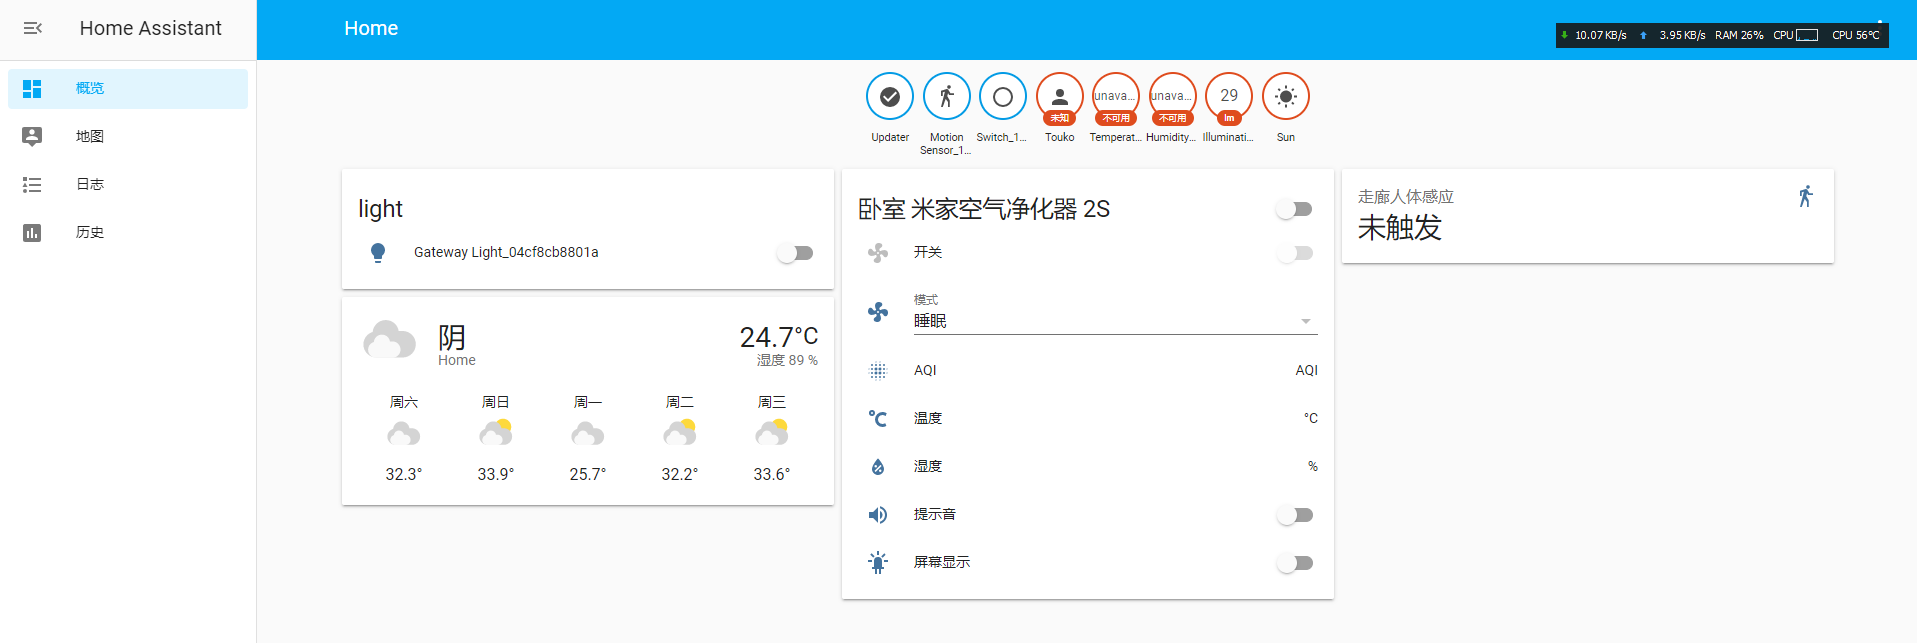 Home Assistant
Home
10.07 KB/s 3.95 KB/s RAM 26% CPU CPU 56℃
概览
地图
日志
历史
unava...
unava...
29
未知
不可用
不可用
lm
Updater
Motion Sensor_1...
Switch_1...
Touko
Temperat...
Humidity...
Illuminati...
Sun
light
Gateway Light_04cf8cb8801a
阴
Home
24.7°C
湿度 89 %
周六 周日 周一 周二 周三
32.3° 33.9° 25.7° 32.2° 33.6°
卧室 米家空气净化器 2S
开关
模式
睡眠
AQI AQI
温度 °C
湿度 %
提示音
屏幕显示
走廊人体感应
未触发